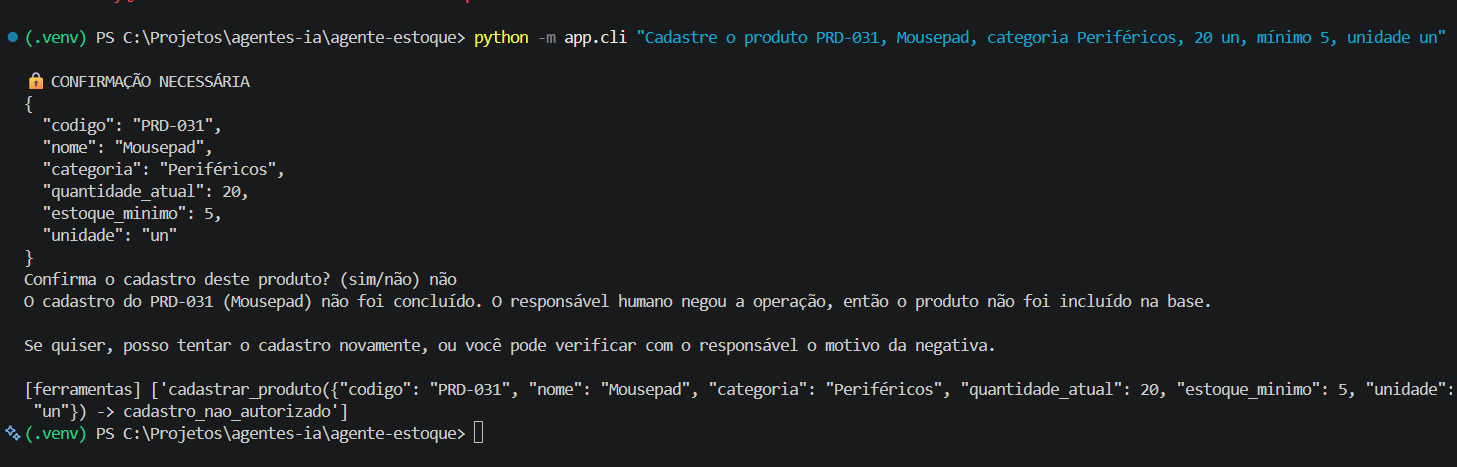 (.venv) PS C:\Projetos\agentes-ia\agente-estoque> python -m app.cli "Cadastre o produto PRD-031, Mousepad, categoria Periféricos, 20 un, mínimo 5, unidade un"
🔒 CONFIRMAÇÃO NECESSÁRIA
{
  "codigo": "PRD-031",
  "nome": "Mousepad",
  "categoria": "Periféricos",
  "quantidade_atual": 20,
  "estoque_minimo": 5,
  "unidade": "un"
}
Confirma o cadastro deste produto? (sim/não) não
O cadastro do PRD-031 (Mousepad) não foi concluído. O responsável humano negou a operação, então o produto não foi incluído na base.
Se quiser, posso tentar o cadastro novamente, ou você pode verificar com o responsável o motivo da negativa.
[ferramentas] ['cadastrar_produto({"codigo": "PRD-031", "nome": "Mousepad", "categoria": "Periféricos", "quantidade_atual": 20, "estoque_minimo": 5, "unidade":
"un"}) -> cadastro_nao_autorizado']
(.venv) PS C:\Projetos\agentes-ia\agente-estoque>